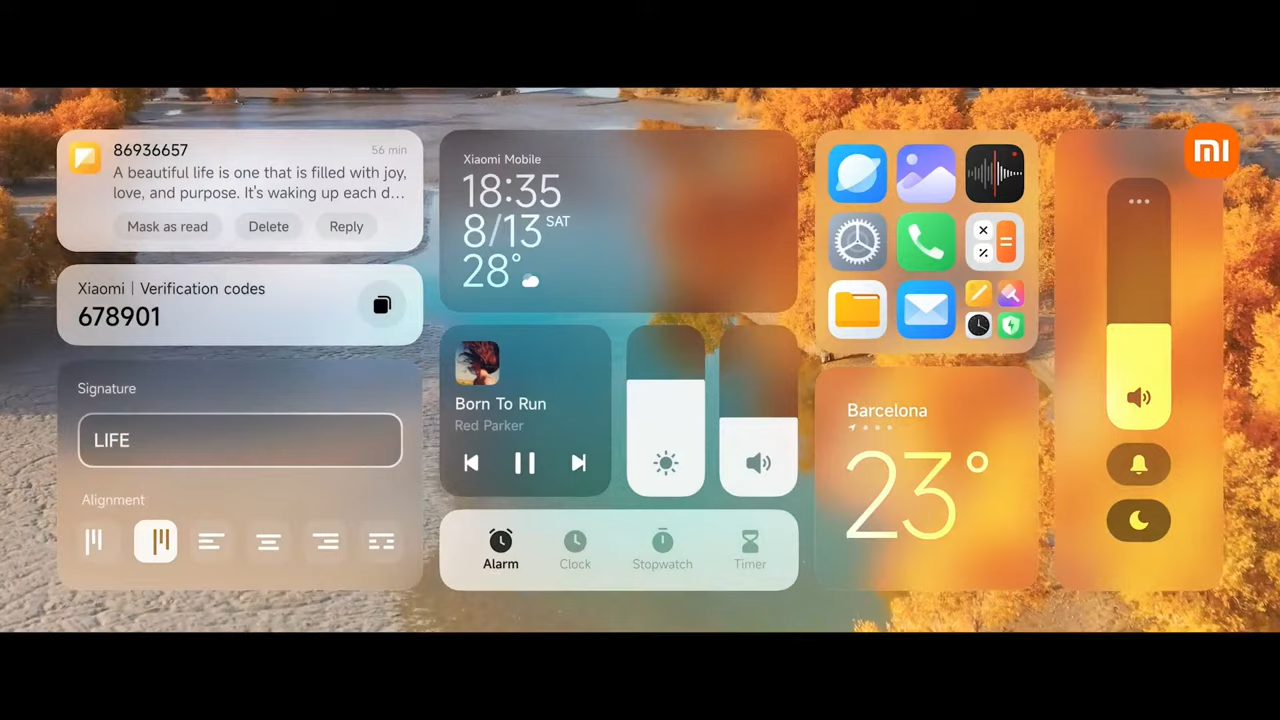 86936657
56 min
A beautiful life is one that is filled with joy,
love, and purpose. It's waking up each d...
Mask as read
Delete
Reply
Xiaomi | Verification codes
678901
Signature
LIFE
Alignment
Xiaomi Mobile
18:35
8/13 SAT
28°
Born To Run
Red Parker
Alarm
Clock
Stopwatch
Timer
Barcelona
23°
mi